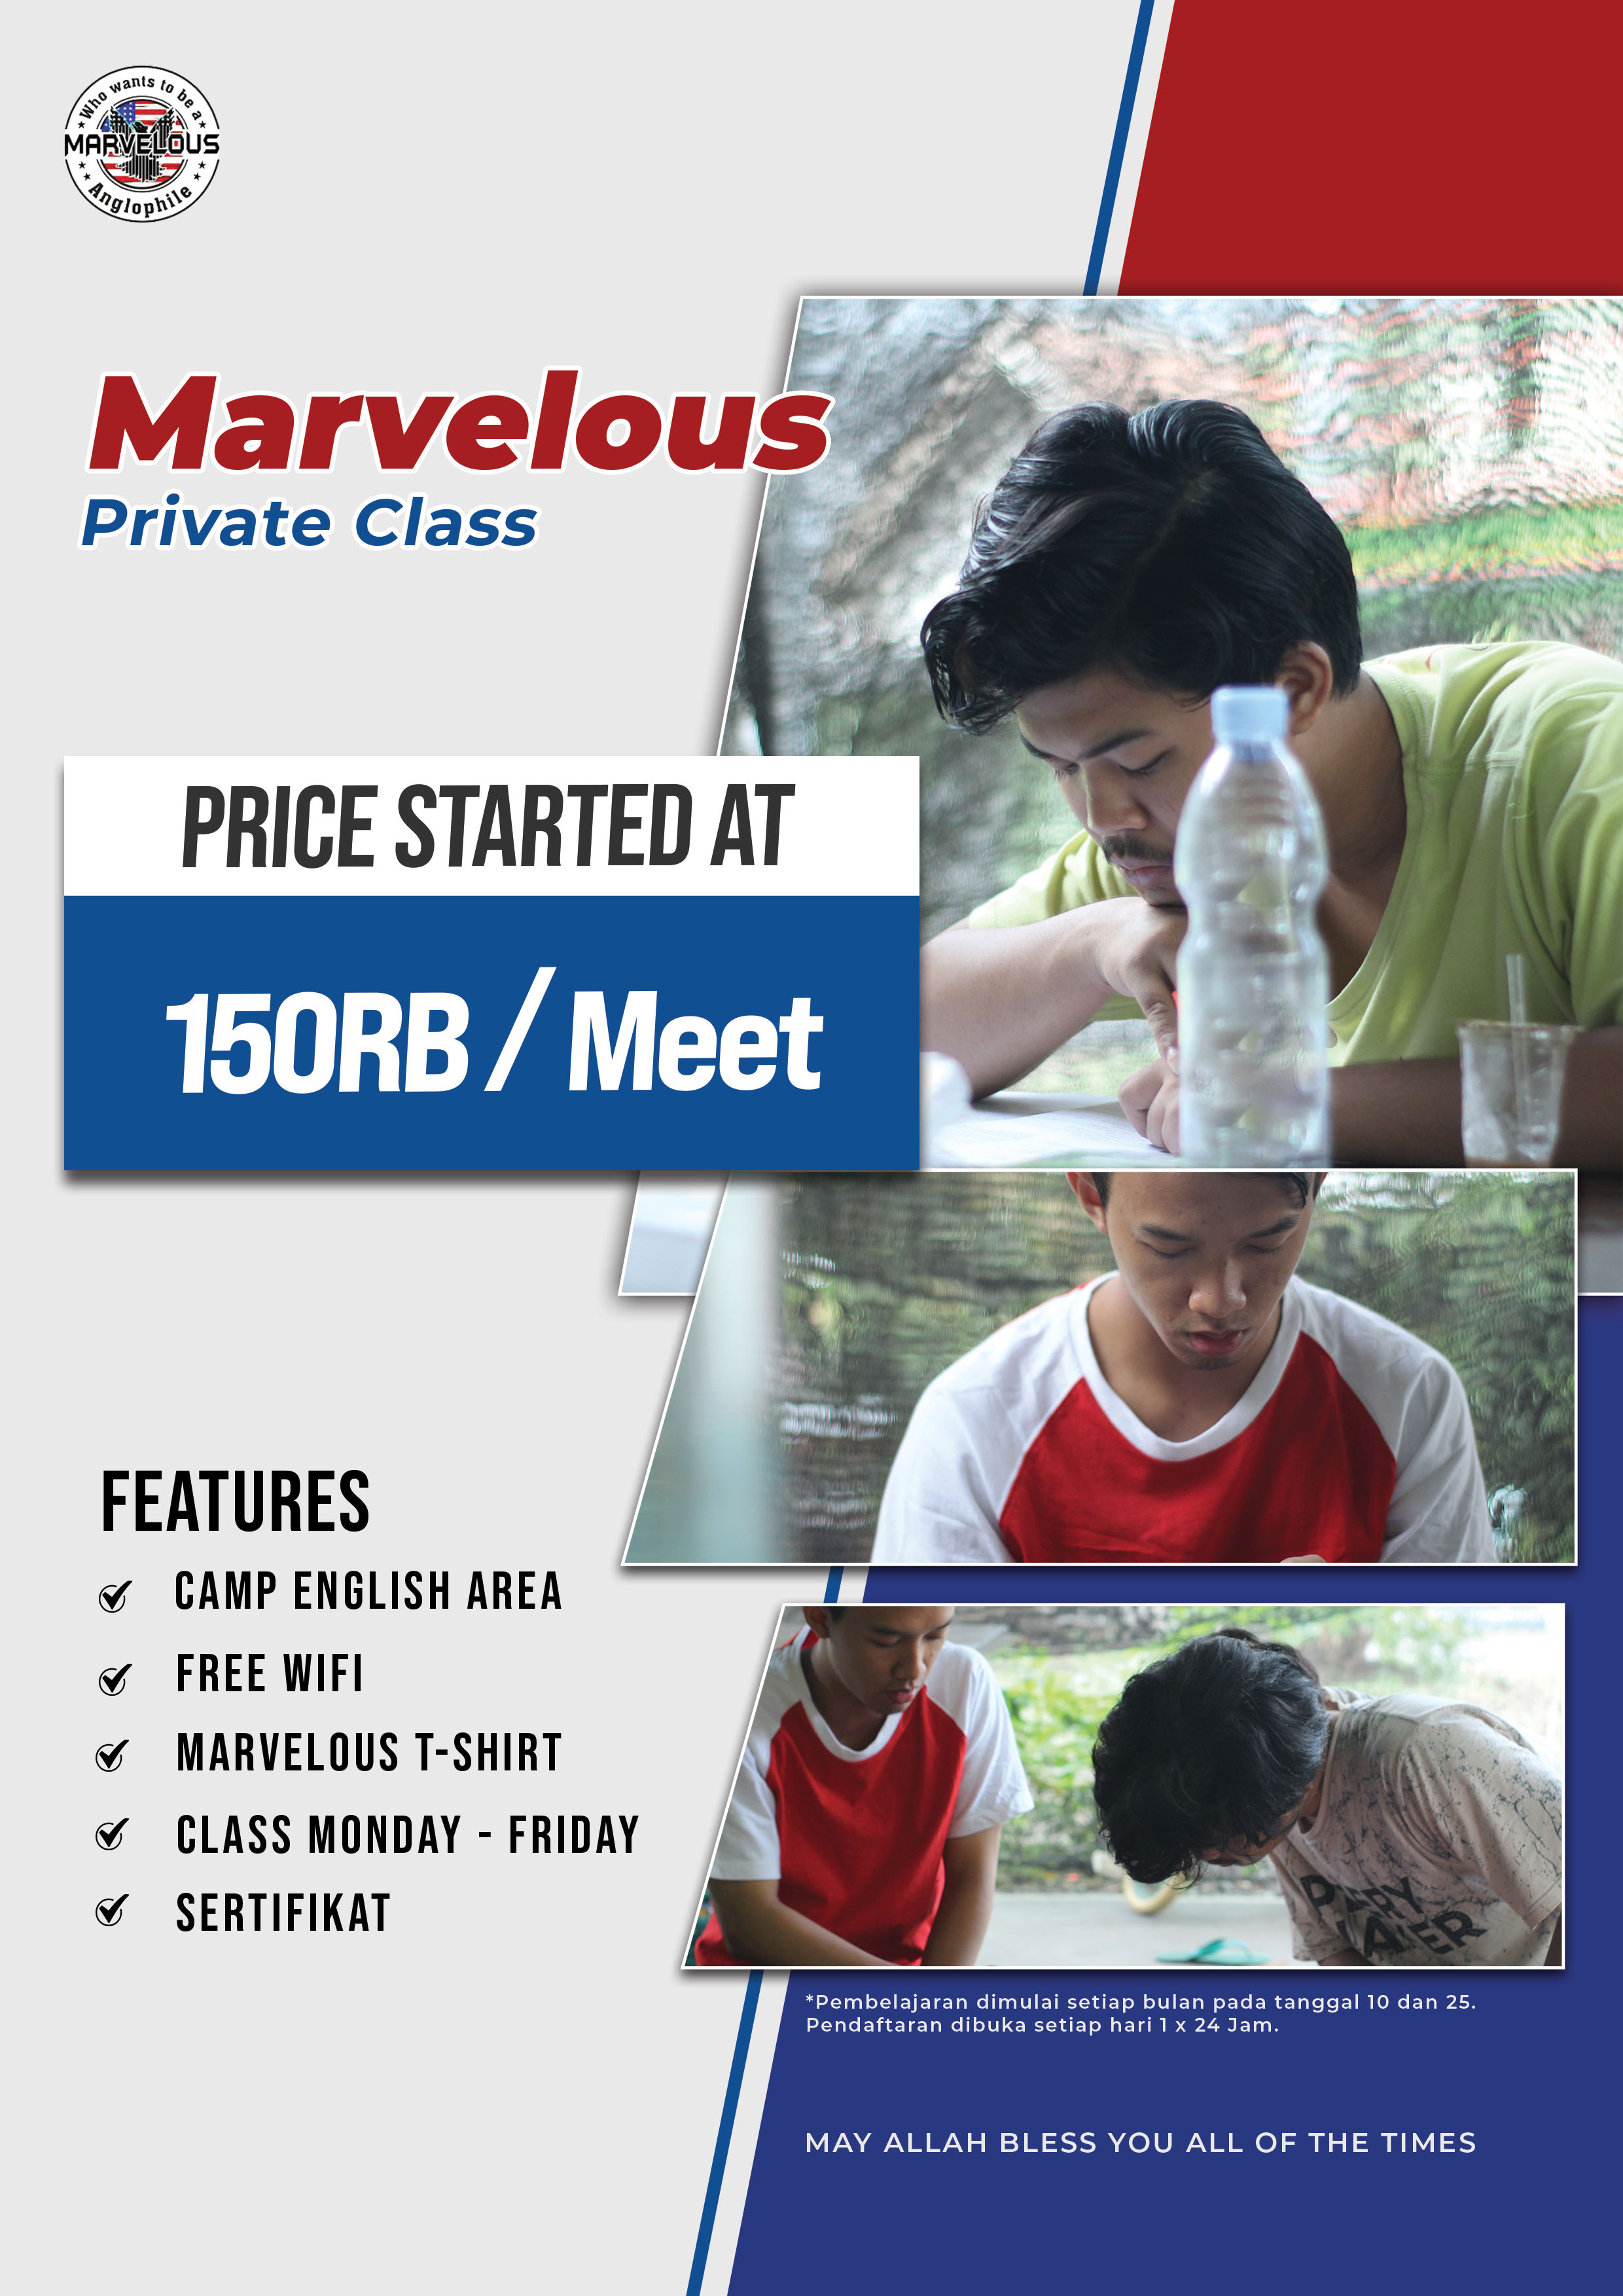 Who wants to be a
MARVELOUS
Anglophile
Marvelous
Private Class
PRICE STARTED AT
150RB / Meet
FEATURES
CAMP ENGLISH AREA
FREE WIFI
MARVELOUS T-SHIRT
CLASS MONDAY - FRIDAY
SERTIFIKAT
*Pembelajaran dimulai setiap bulan pada tanggal 10 dan 25.
Pendaftaran dibuka setiap hari 1 x 24 Jam.
MAY ALLAH BLESS YOU ALL OF THE TIMES